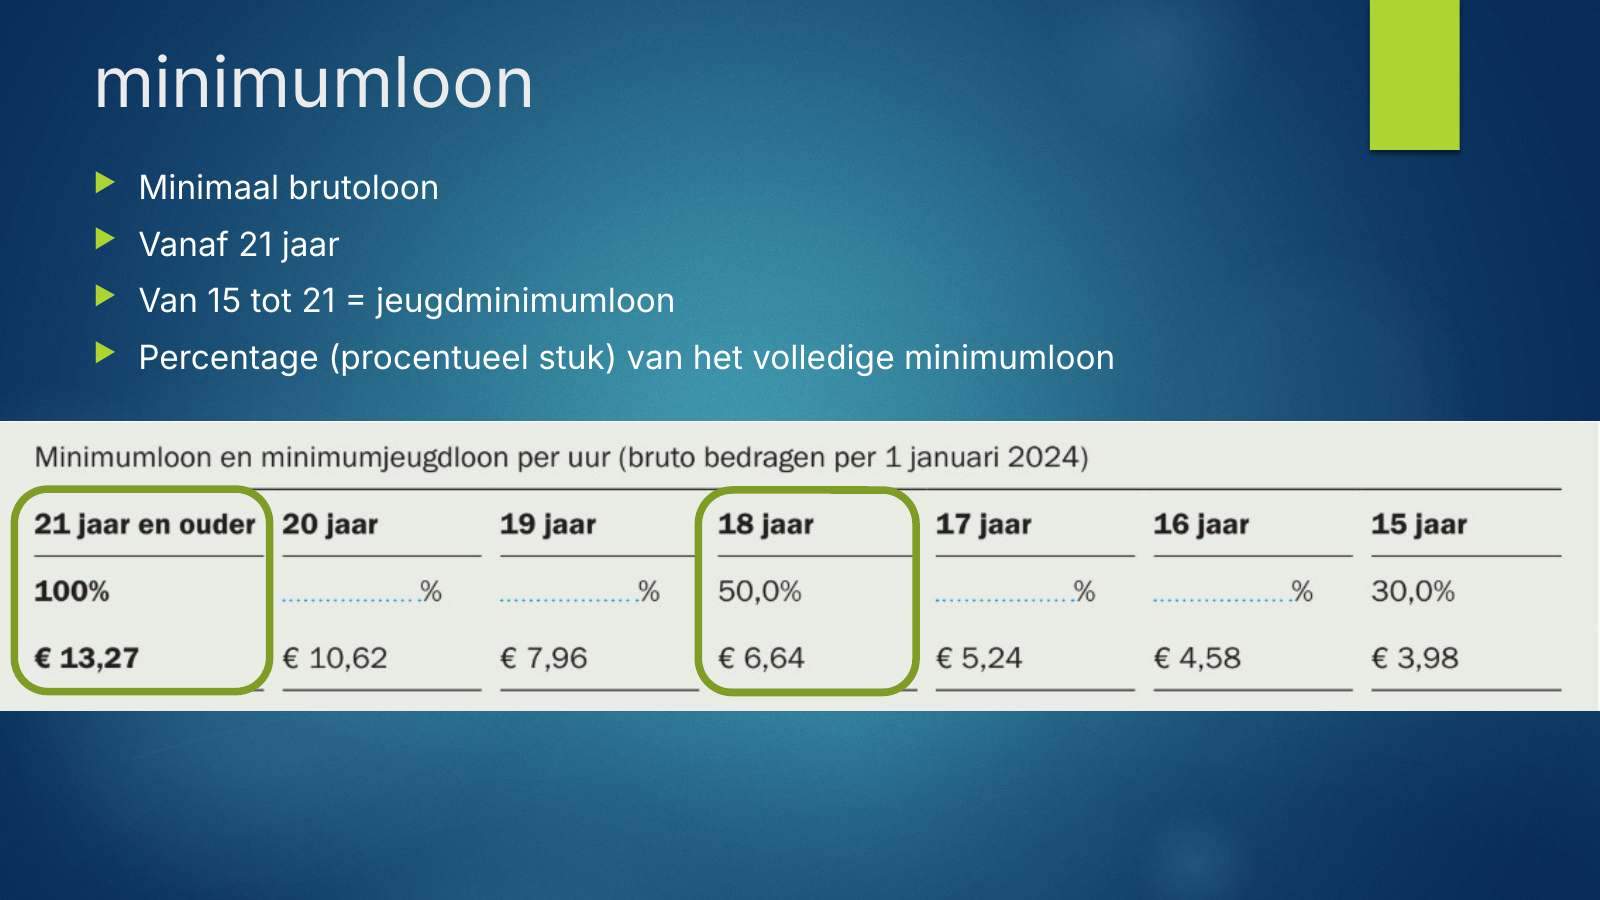 minimumloon
Minimaal brutoloon
Vanaf 21 jaar
Van 15 tot 21 = jeugdminimumloon
Percentage (procentueel stuk) van het volledige minimumloon
Minimumloon en minimumjeugdloon per uur (bruto bedragen per 1 januari 2024)
21 jaar en ouder 20 jaar 19 jaar 18 jaar 17 jaar 16 jaar 15 jaar
100% ..................% ..................% 50,0% ..................% ..................% 30,0%
€ 13,27 € 10,62 € 7,96 € 6,64 € 5,24 € 4,58 € 3,98